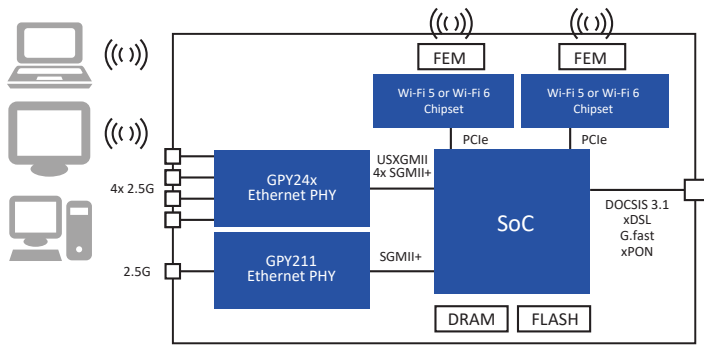 FEM
FEM
Wi-Fi 5 or Wi-Fi 6
Chipset
Wi-Fi 5 or Wi-Fi 6
Chipset
PCIe
PCIe
USXGMII
4x SGMII+
GPY24x
Ethernet PHY
4x 2.5G
SoC
DOCSIS 3.1
xDSL
G.fast
xPON
GPY211
Ethernet PHY
SGMII+
2.5G
DRAM
FLASH